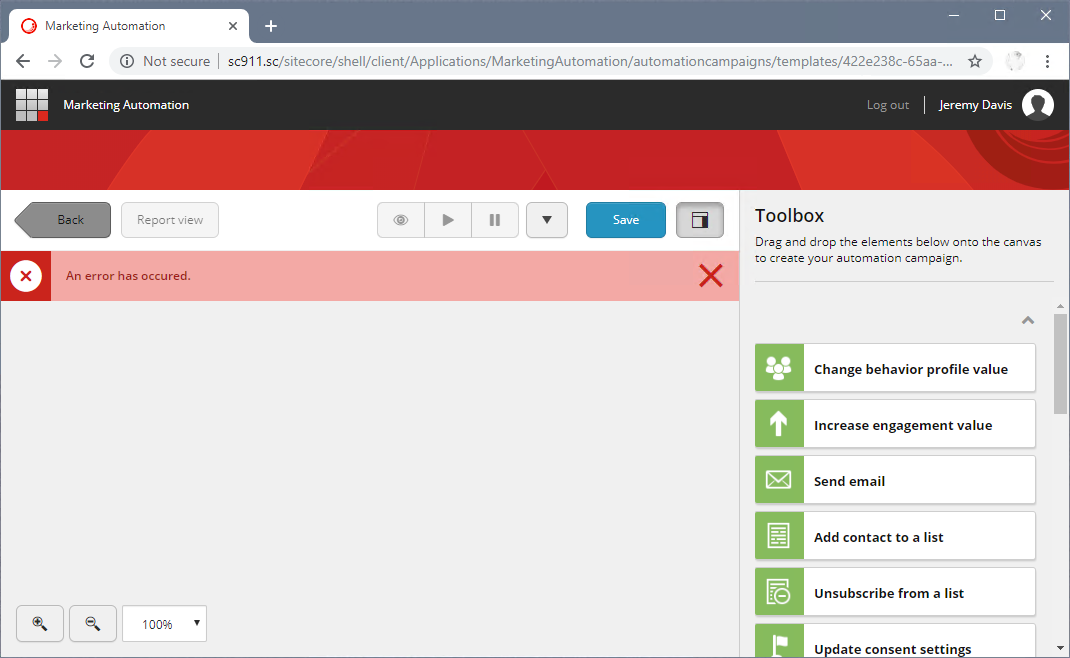 Marketing Automation
Not secure
sc911.sc/sitecore/shell/client/Applications/MarketingAutomation/automationcampaigns/templates/422e238c-65aa-...
Marketing Automation
Log out
Jeremy Davis
Back
Report view
Save
An error has occured.
Toolbox
Drag and drop the elements below onto the canvas
to create your automation campaign.
Change behavior profile value
Increase engagement value
Send email
Add contact to a list
Unsubscribe from a list
Update consent settings
100%